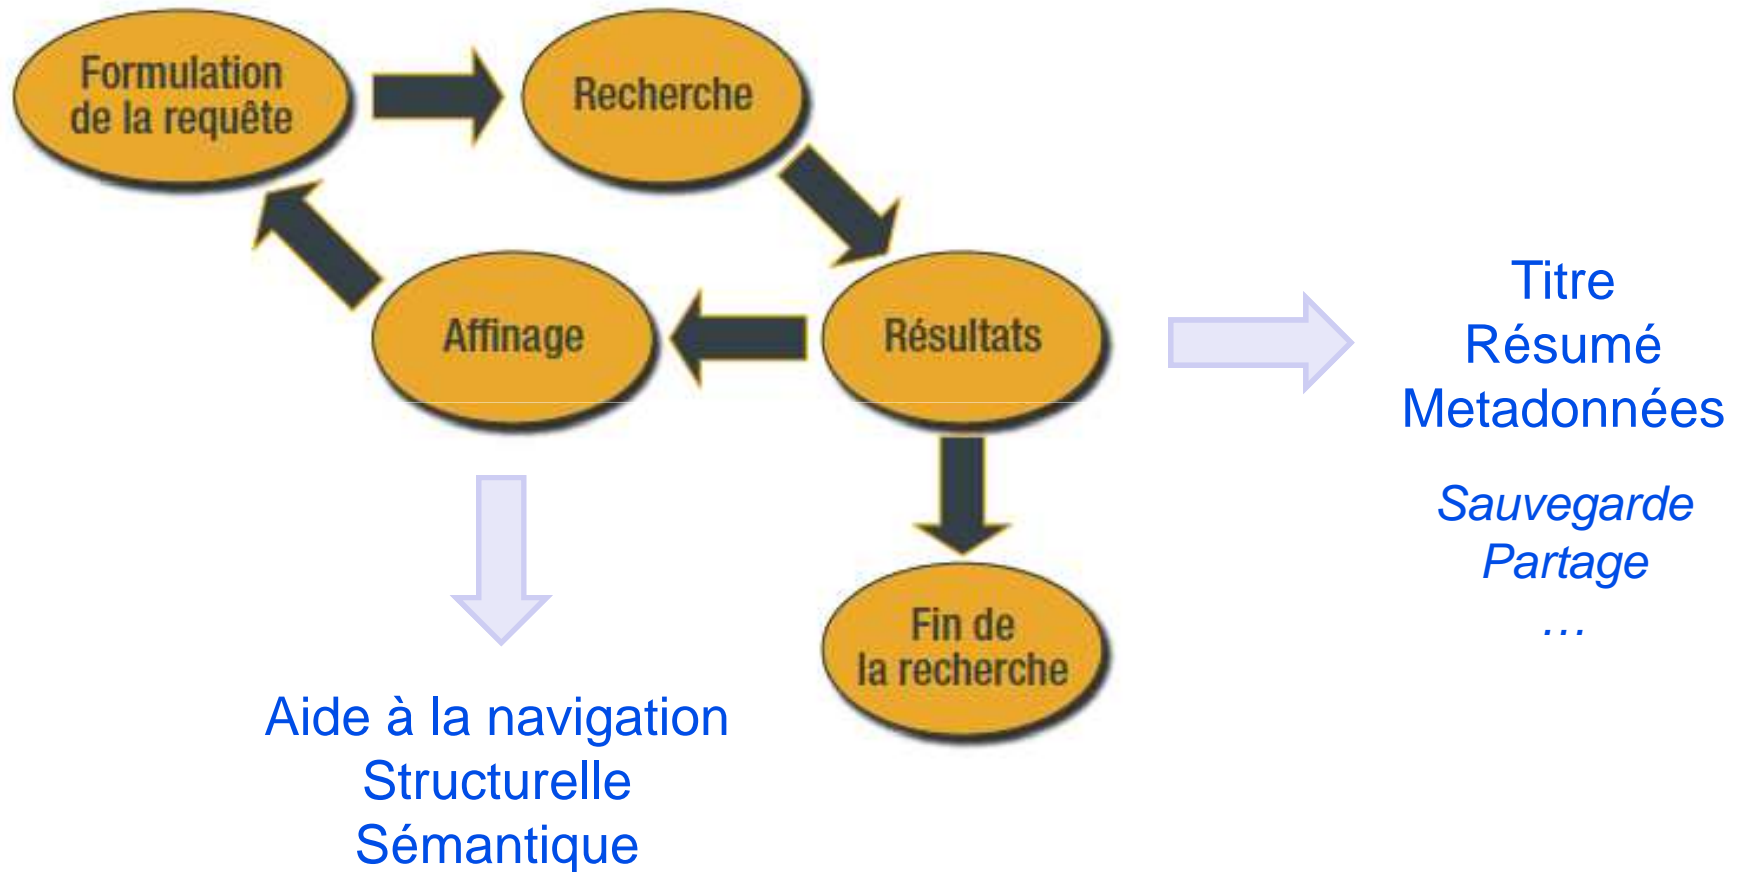 Formulation
de la requête
Recherche
Affinage
Résultats
Titre
Résumé
Metadonnées
Sauvegarde
Partage
…
Fin de
la recherche
Aide à la navigation
Structurelle
Sémantique